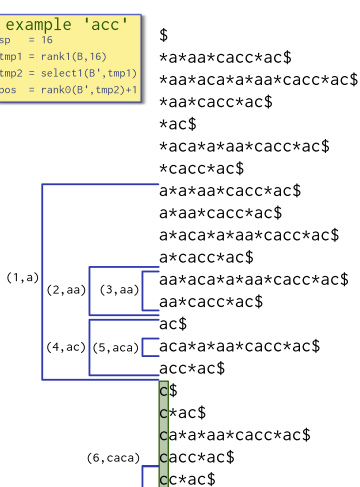 example 'acc'
sp = 16
tmp1 = rank1(B,16)
tmp2 = select1(B',tmp1)
pos = rank0(B',tmp2)+1
$
*a*aa*cacc*ac$
*aa*aca*a*aa*cacc*ac$
*aa*cacc*ac$
*ac$
*aca*a*aa*cacc*ac$
*cacc*ac$
a*a*aa*cacc*ac$
a*aa*cacc*ac$
a*aca*a*aa*cacc*ac$
a*cacc*ac$
(1,a)
(2,aa)
(3,aa)
aa*aca*a*aa*cacc*ac$
aa*cacc*ac$
ac$
(4,ac)
(5,aca)
aca*a*aa*cacc*ac$
acc*ac$
c$
c*ac$
ca*a*aa*cacc*ac$
(6,caca)
cacc*ac$
cc*ac$